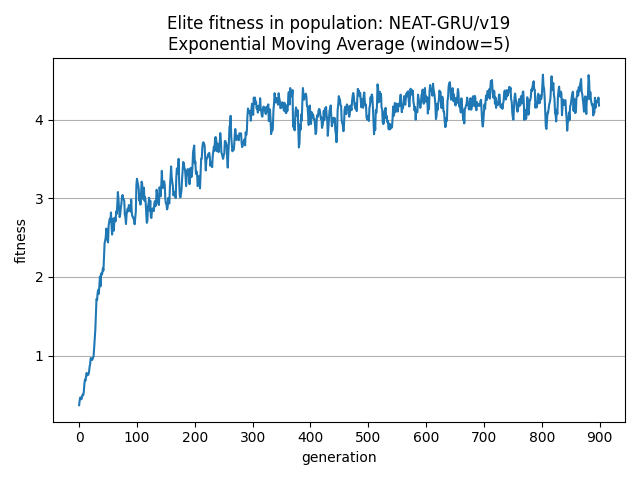 Elite fitness in population: NEAT-GRU/v19
Exponential Moving Average (window=5)
fitness
4
3
2
1
0 100 200 300 400 500 600 700 800 900
generation